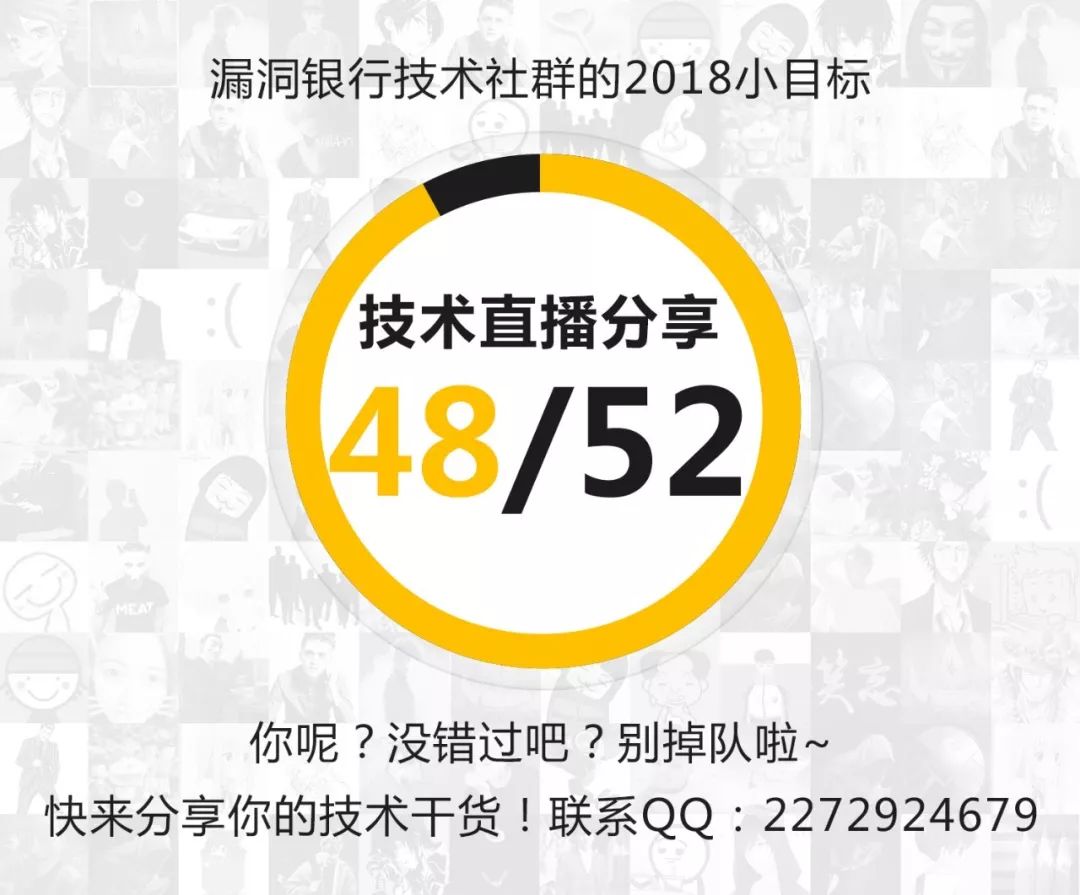 漏洞银行技术社群的2018小目标
技术直播分享
48/52
MEAT
你呢？没错过吧？别掉队啦~
快来分享你的技术干货！联系QQ：2272924679